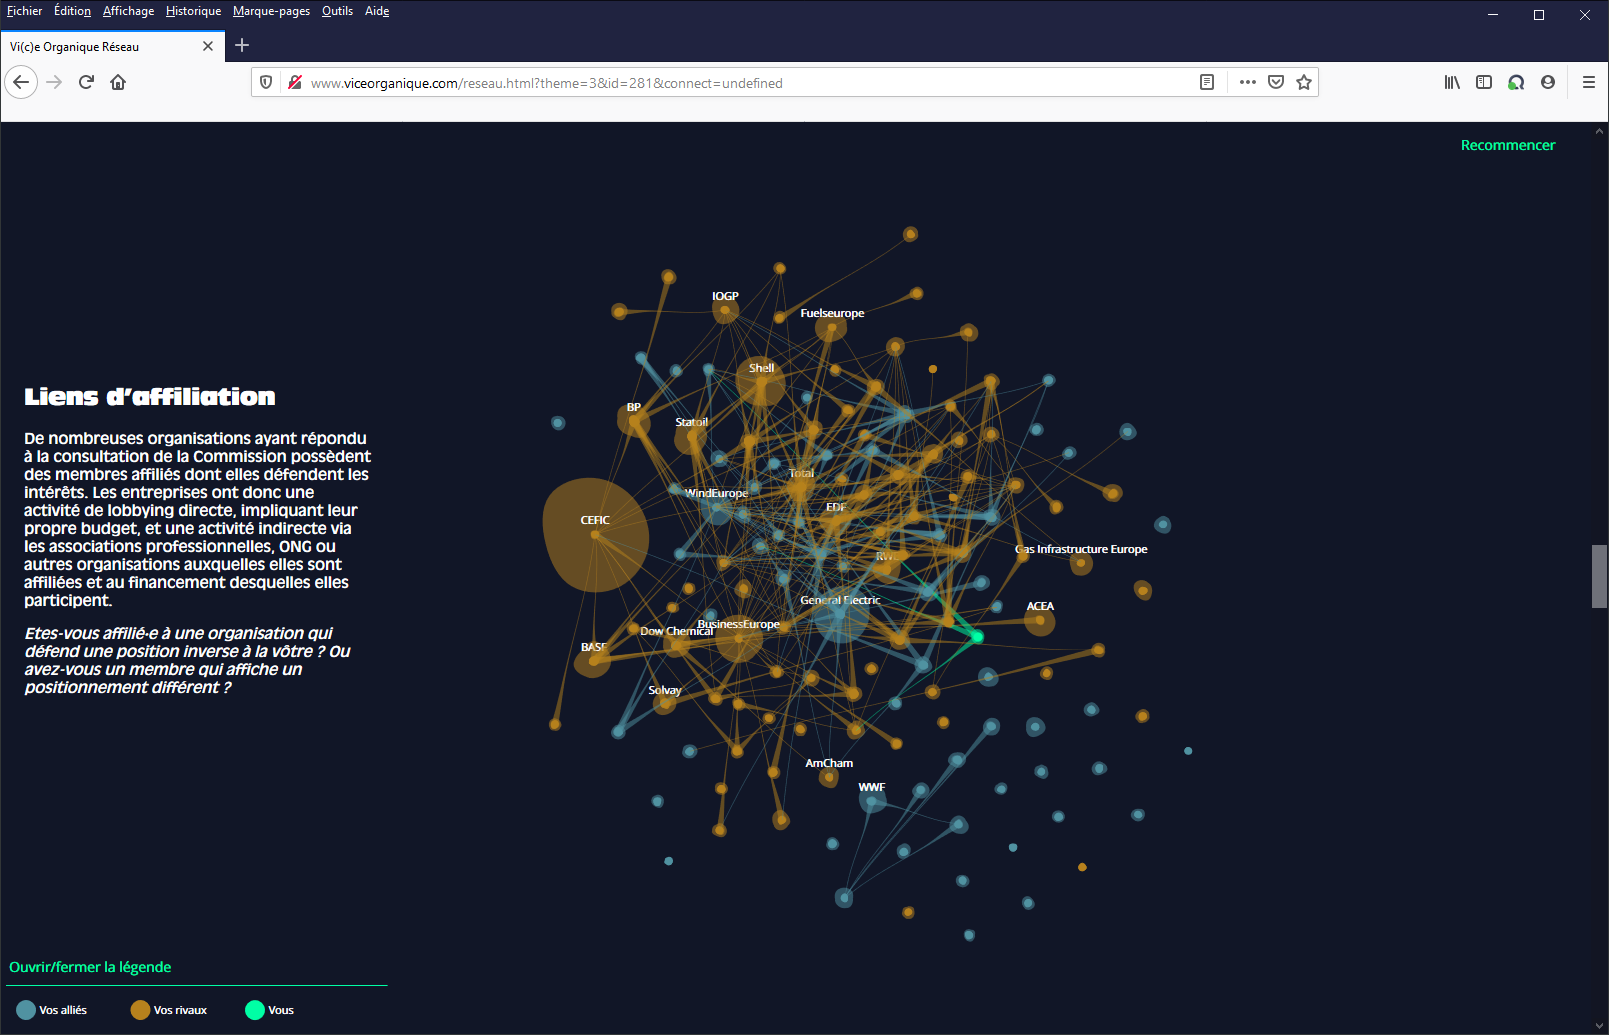 Fichier Édition Affichage Historique Marque-pages Outils Aide
Vi(c)e Organique Réseau
www.viceorganique.com/reseau.html?theme=3&id=281&connect=undefined
Recommencer
IOGP
Fuelseurope
Shell
BP
Statoil
Total
WindEurope
EDF
CEFIC
Gas Infrastructure Europe
RWE
General Electric
ACEA
BusinessEurope
Dow Chemical
BASF
Solvay
AmCham
WWF
Liens d'affiliation
De nombreuses organisations ayant répondu
à la consultation de la Commission possèdent
des membres affiliés dont elles défendent les
intérêts. Les entreprises ont donc une
activité de lobbying directe, impliquant leur
propre budget, et une activité indirecte via
les associations professionnelles, ONG ou
autres organisations auxquelles elles sont
affiliées et au financement desquelles elles
participent.
Etes-vous affilié·e à une organisation qui
défend une position inverse à la vôtre ? Ou
avez-vous un membre qui affiche un
positionnement différent ?
Ouvrir/fermer la légende
Vos alliés
Vos rivaux
Vous